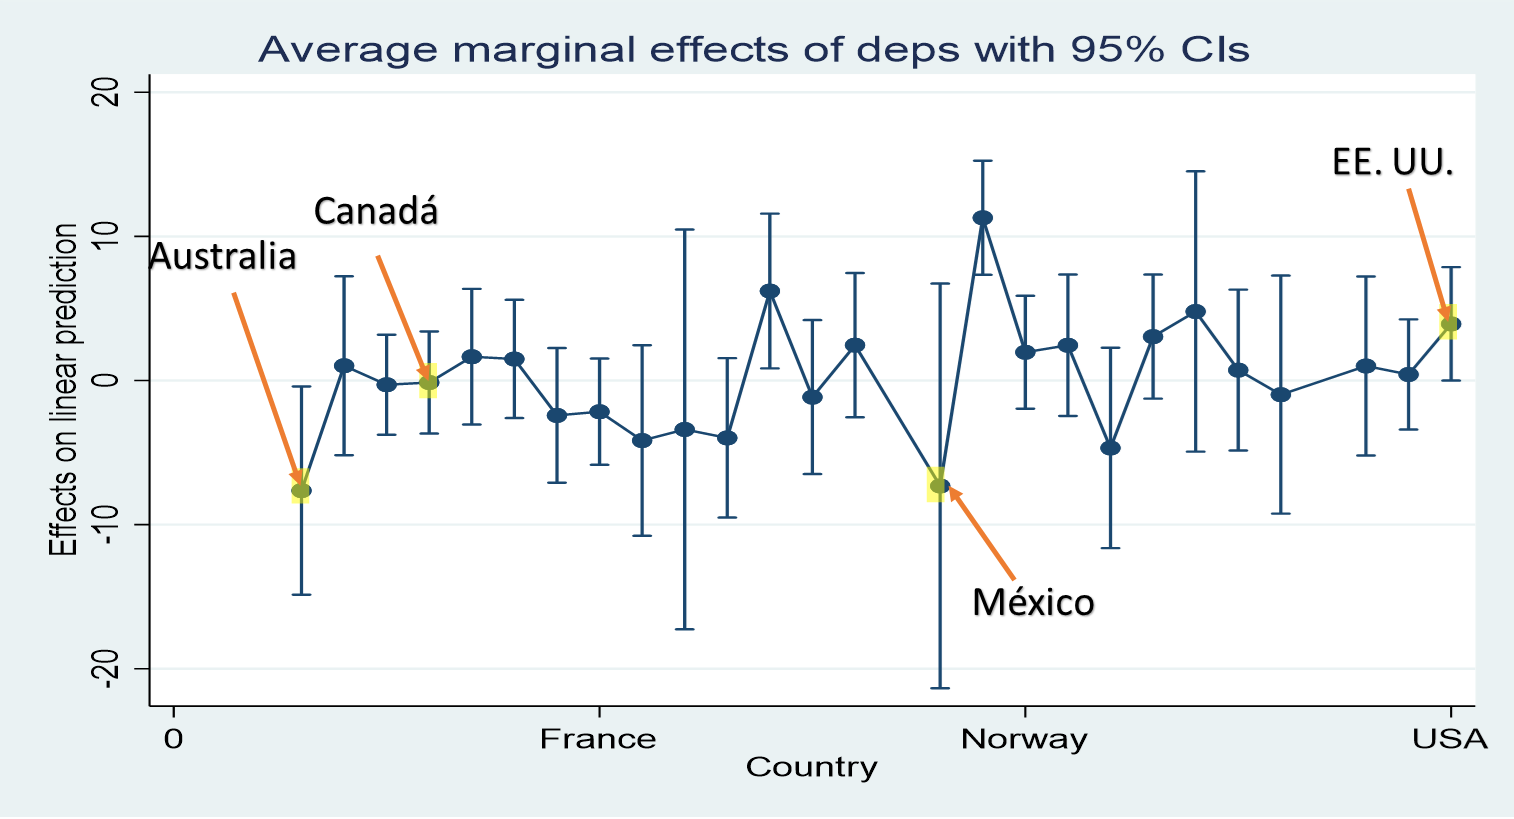 Average marginal effects of deps with 95% CIs
Effects on linear prediction
20
10
0
-10
-20
Australia
Canadá
México
EE. UU.
0
France
Norway
USA
Country